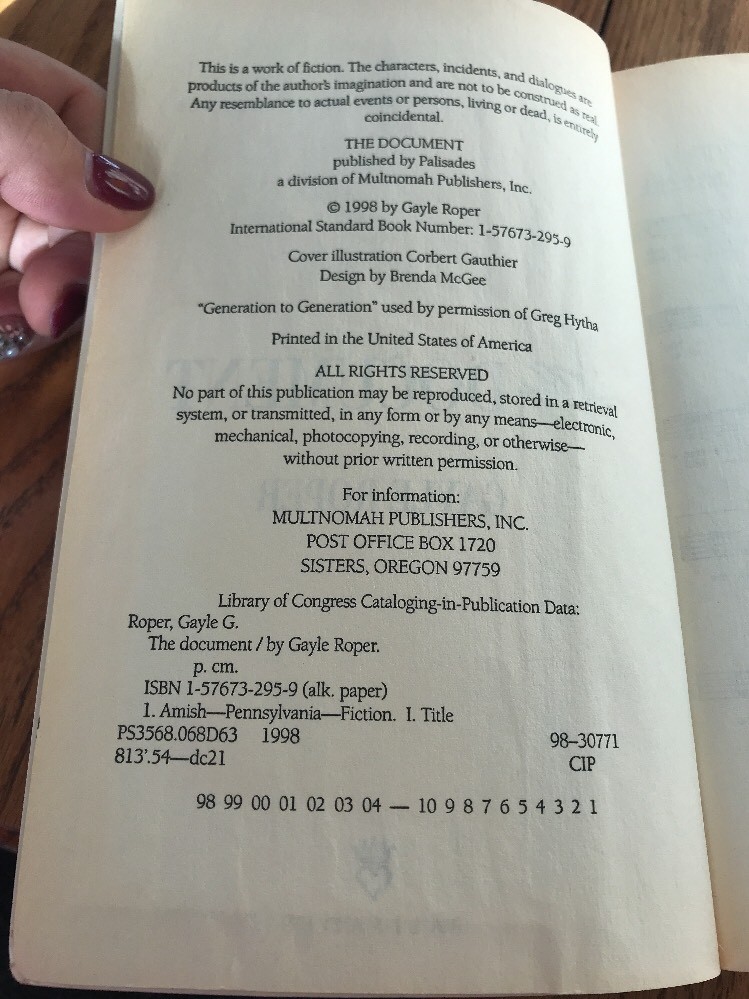 This is a work of fiction. The characters, incidents, and dialogues are
products of the author's imagination and are not to be construed as real.
Any resemblance to actual events or persons, living or dead, is entirely
coincidental.
THE DOCUMENT
published by Palisades
a division of Multnomah Publishers, Inc.
© 1998 by Gayle Roper
International Standard Book Number: 1-57673-295-9
Cover illustration Corbert Gauthier
Design by Brenda McGee
"Generation to Generation" used by permission of Greg Hytha
Printed in the United States of America
ALL RIGHTS RESERVED
No part of this publication may be reproduced, stored in a retrieval
system, or transmitted, in any form or by any means—electronic,
mechanical, photocopying, recording, or otherwise—
without prior written permission.
For information:
MULTNOMAH PUBLISHERS, INC.
POST OFFICE BOX 1720
SISTERS, OREGON 97759
Library of Congress Cataloging-in-Publication Data:
Roper, Gayle G.
The document / by Gayle Roper.
p. cm.
ISBN 1-57673-295-9 (alk. paper)
1. Amish—Pennsylvania—Fiction. I. Title
PS3568.068D63 1998 98–30771
813'.54—dc21 CIP
98 99 00 01 02 03 04 — 10 9 8 7 6 5 4 3 2 1